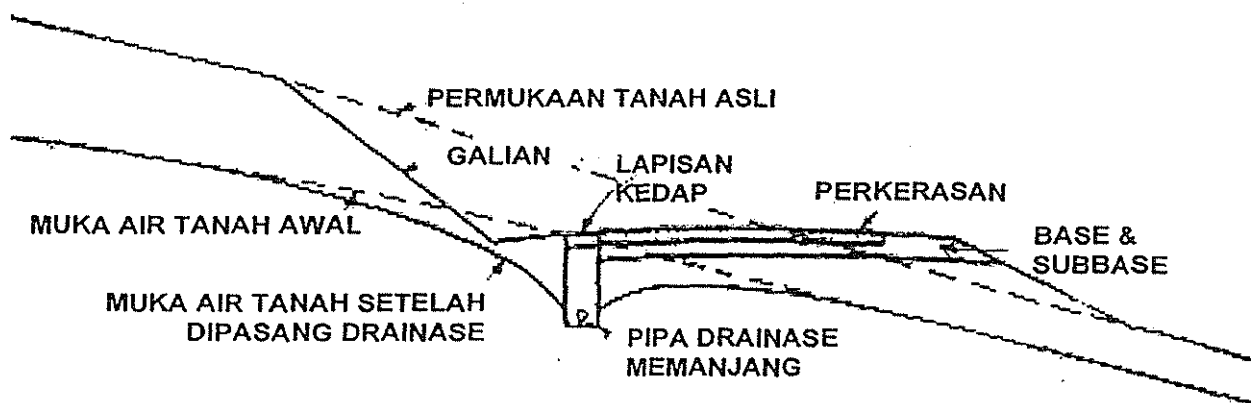 PERMUKAAN TANAH ASLI
GALIAN
LAPISAN
KEDAP
PERKERASAN
MUKA AIR TANAH AWAL
BASE &
SUBBASE
MUKA AIR TANAH SETELAH
DIPASANG DRAINASE
PIPA DRAINASE
MEMANJANG